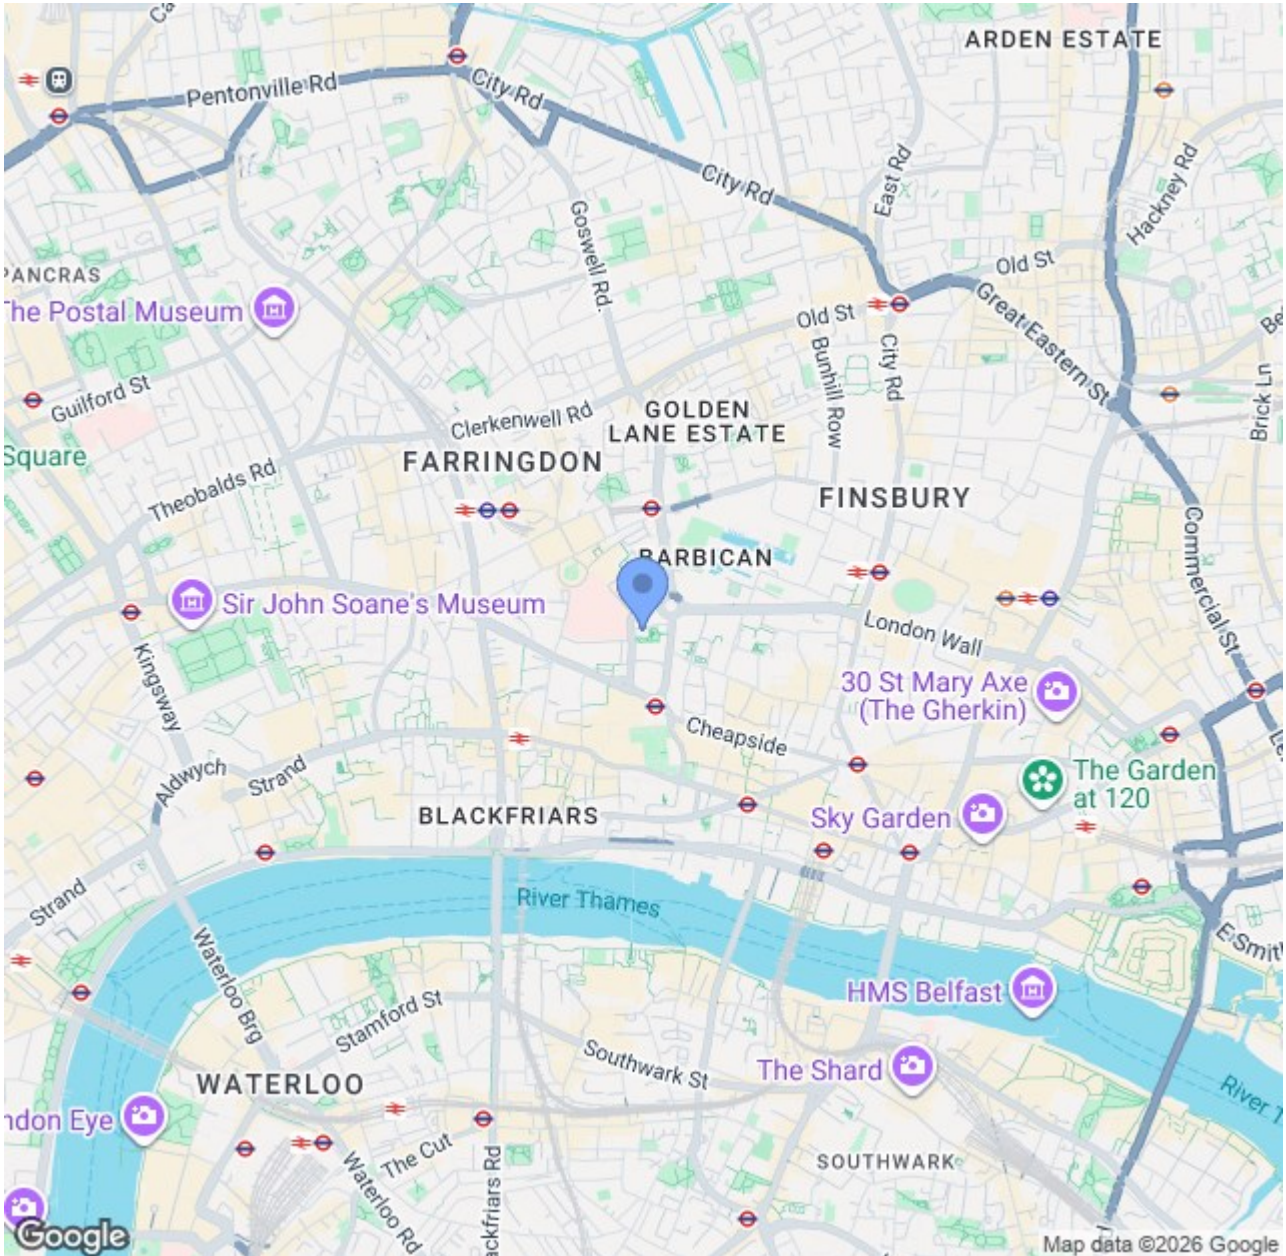 ARDEN ESTATE
Pentonville Rd
City Rd
City Rd
East Rd
Hackney Rd
Goswell Rd
PANCRAS
Old St
The Postal Museum
Old St
Great Eastern St
City Rd
Bunhill Row
Guilford St
Brick Ln
Clerkenwell Rd
GOLDEN
LANE ESTATE
Square
FARRINGDON
Theobalds Rd
FINSBURY
Commercial St
BARBICAN
Sir John Soane's Museum
London Wall
Kingsway
30 St Mary Axe
(The Gherkin)
Cheapside
Aldwych
Strand
The Garden
at 120
BLACKFRIARS
Sky Garden
Strand
River Thames
E Smith
Waterloo Brg
HMS Belfast
Stamford St
Southwark St
The Shard
WATERLOO
River T
ndon Eye
The Cut
SOUTHWARK
Waterloo Rd
ackfriars Rd
Google
Map data ©2026 Google